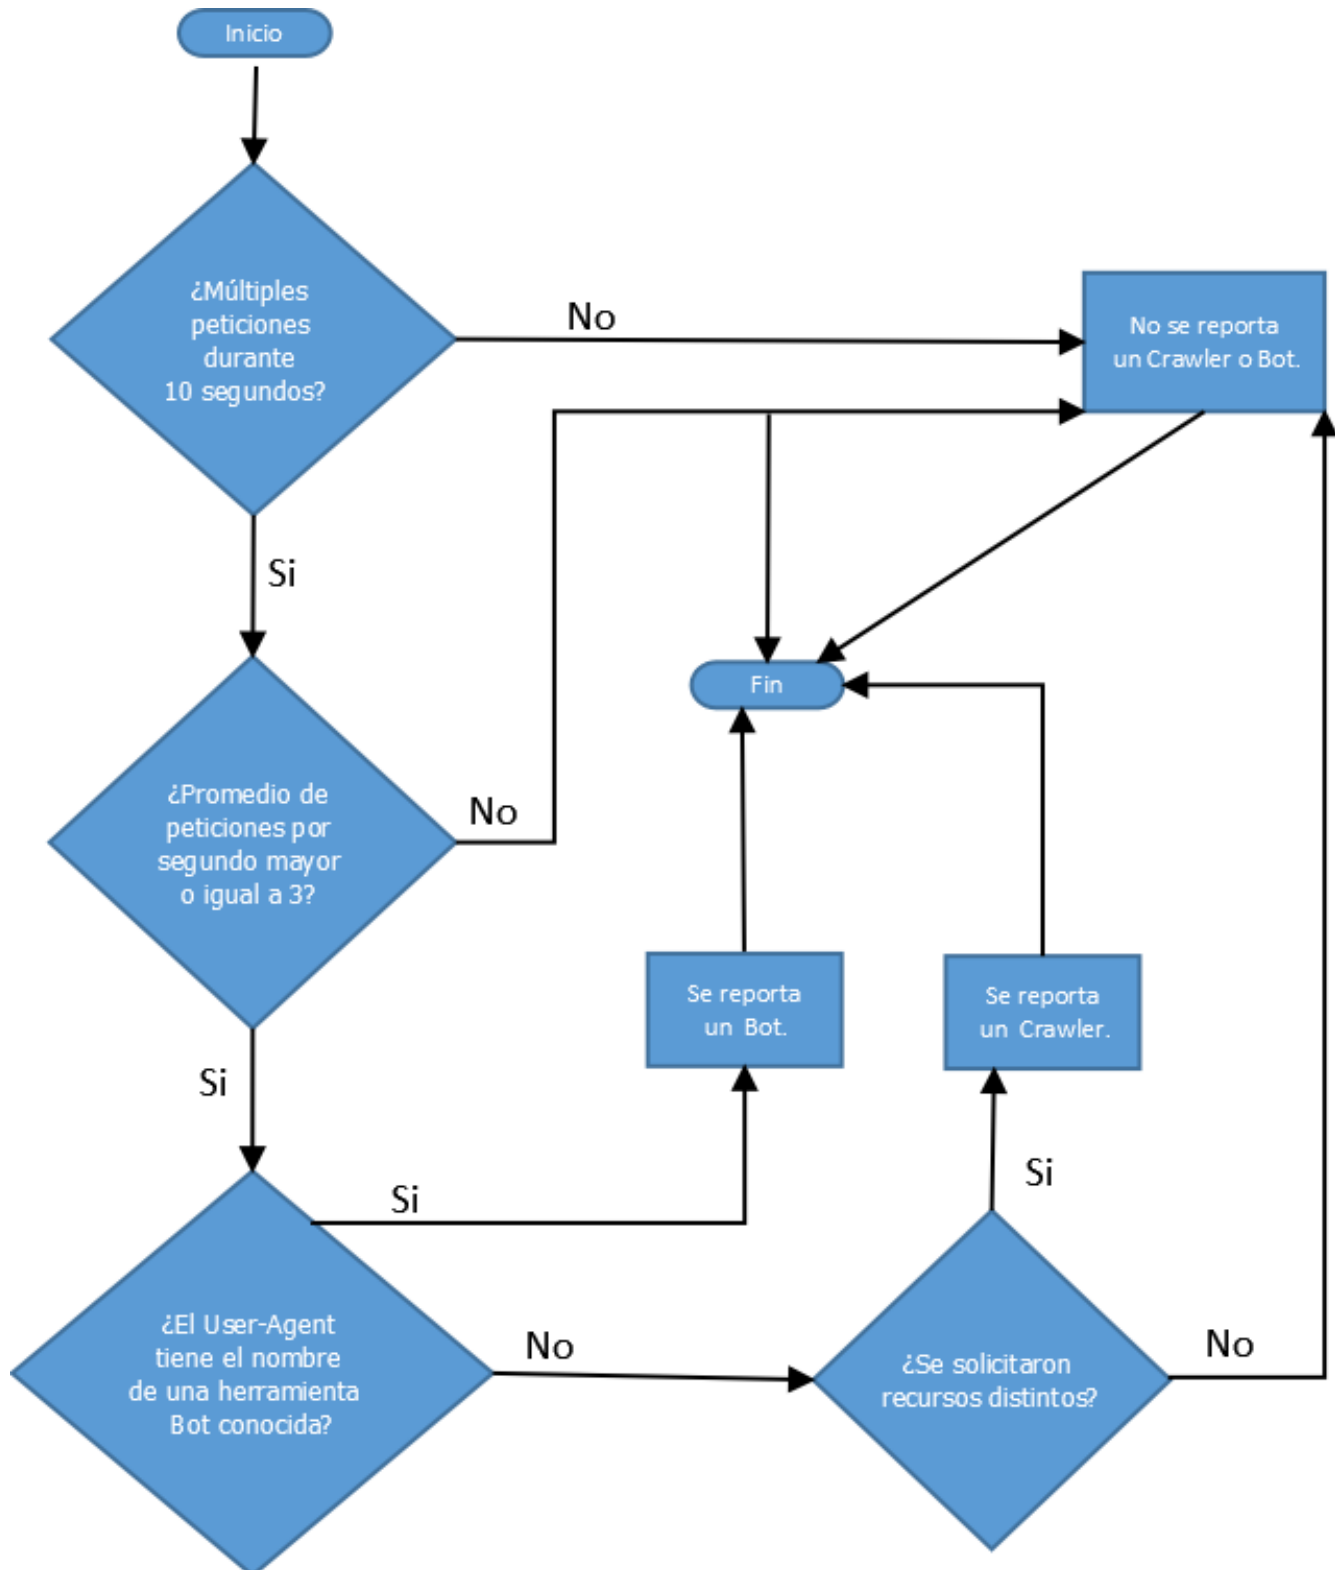 Inicio
¿Múltiples
peticiones
durante
10 segundos?
No
No se reporta
un Crawler o Bot.
Si
Fin
¿Promedio de
peticiones por
segundo mayor
o igual a 3?
No
Se reporta
un Bot.
Se reporta
un Crawler.
Si
Si
Si
¿El User-Agent
tiene el nombre
de una herramienta
Bot conocida?
No
¿Se solicitaron
recursos distintos?
No